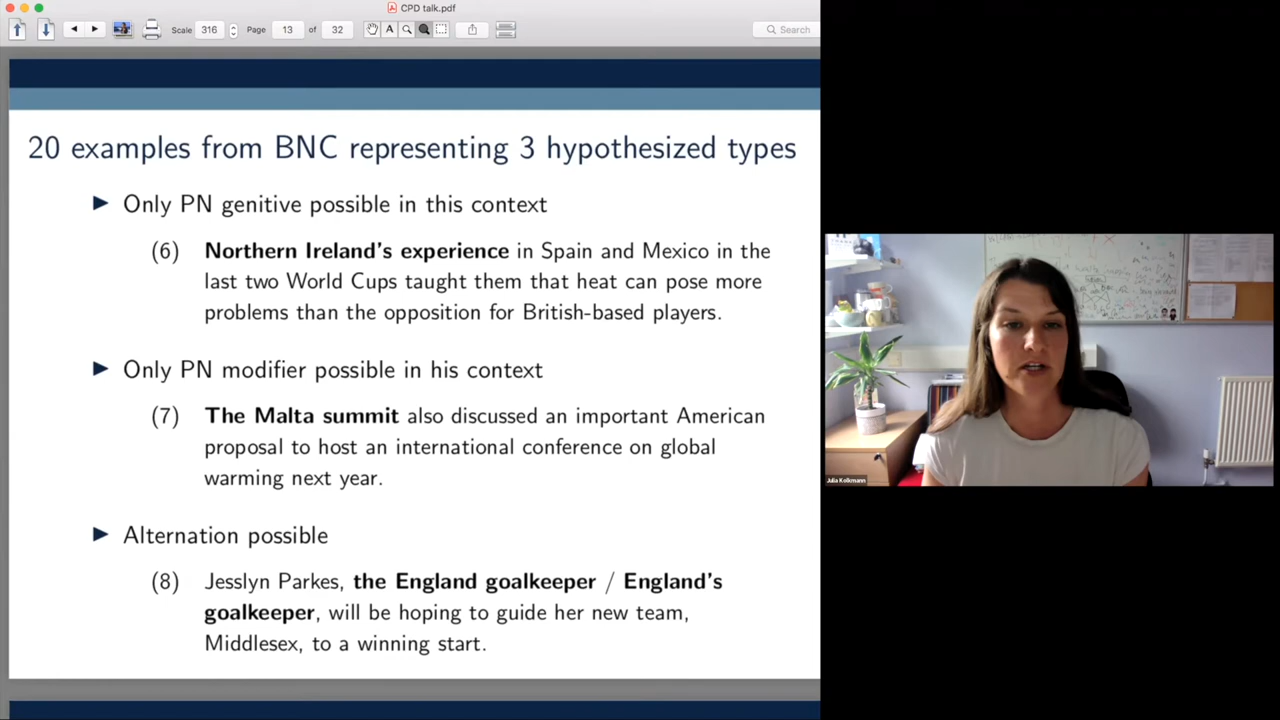 CPD talk.pdf
Scale 316 Page 13 of 32 A Search
20 examples from BNC representing 3 hypothesized types
Only PN genitive possible in this context
(6) Northern Ireland's experience in Spain and Mexico in the
last two World Cups taught them that heat can pose more
problems than the opposition for British-based players.
Only PN modifier possible in his context
(7) The Malta summit also discussed an important American
proposal to host an international conference on global
warming next year.
Alternation possible
(8) Jesslyn Parkes, the England goalkeeper / England's
goalkeeper, will be hoping to guide her new team,
Middlesex, to a winning start.
Julia Kolkmann